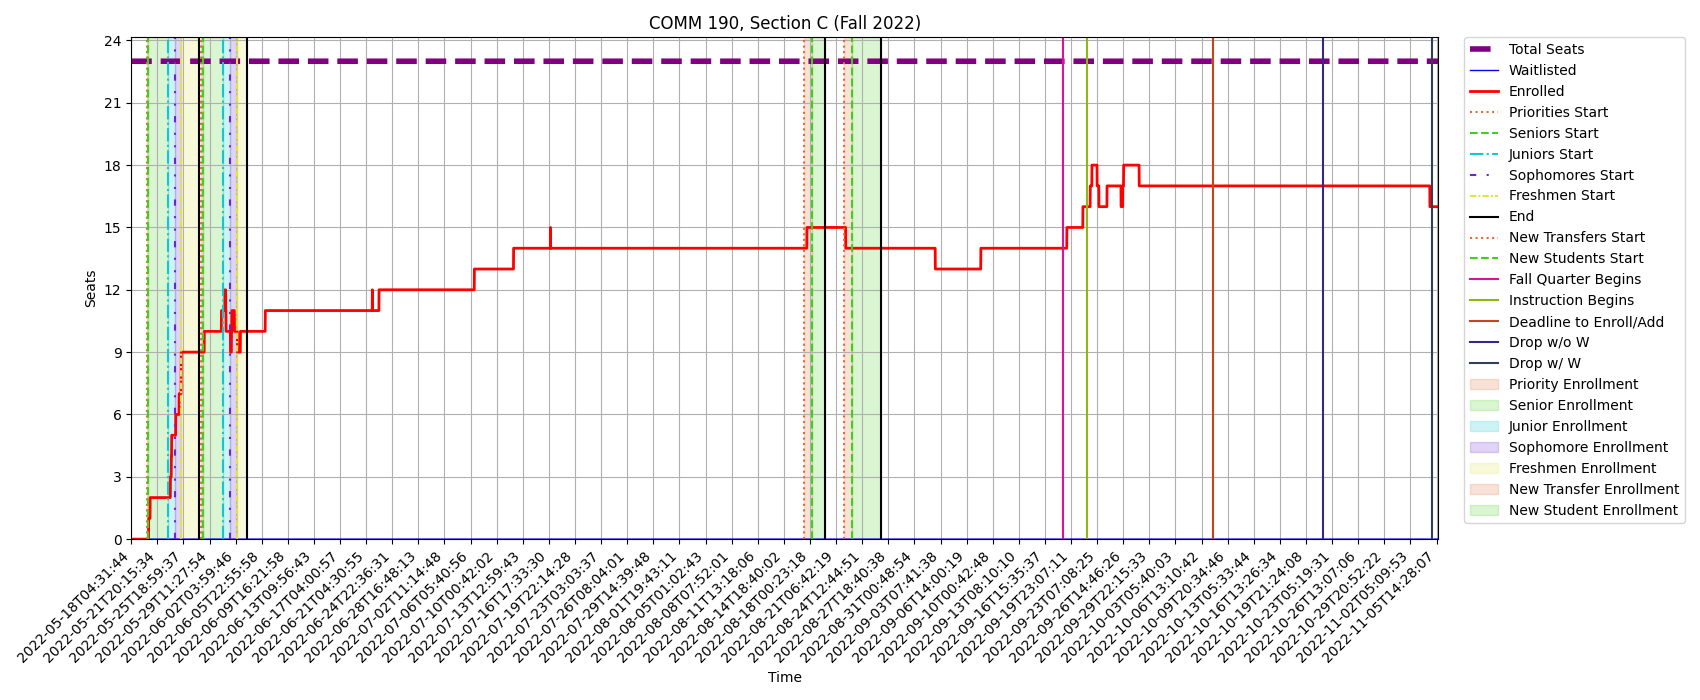 COMM 190, Section C (Fall 2022)
24
21
18
15
12
9
6
3
0
Seats
2022-05-18T04:31:44
2022-05-21T20:15:34
2022-05-25T18:59:37
2022-05-29T11:27:54
2022-06-02T03:59:46
2022-06-05T22:55:58
2022-06-09T16:21:58
2022-06-13T09:56:43
2022-06-17T04:00:57
2022-06-21T04:30:55
2022-06-24T22:36:31
2022-06-28T16:48:13
2022-07-02T11:14:48
2022-07-06T05:40:56
2022-07-10T00:42:02
2022-07-13T12:59:43
2022-07-16T17:33:30
2022-07-19T22:14:28
2022-07-23T03:03:37
2022-07-26T08:04:01
2022-07-29T14:39:48
2022-08-01T19:43:11
2022-08-05T01:02:43
2022-08-08T07:52:01
2022-08-11T13:18:06
2022-08-14T18:40:02
2022-08-18T00:23:18
2022-08-21T06:42:19
2022-08-24T12:44:51
2022-08-27T18:40:38
2022-08-31T00:48:54
2022-09-03T07:41:38
2022-09-06T14:00:19
2022-09-10T00:42:48
2022-09-13T08:10:10
2022-09-16T15:35:37
2022-09-19T23:07:11
2022-09-23T07:08:25
2022-09-26T14:46:26
2022-09-29T22:15:33
2022-10-03T05:40:03
2022-10-06T13:10:42
2022-10-09T20:34:46
2022-10-13T05:33:44
2022-10-16T13:26:34
2022-10-19T21:24:08
2022-10-23T05:19:31
2022-10-26T13:07:06
2022-10-29T20:52:22
2022-11-02T05:09:53
2022-11-05T14:28:07
Time
Total Seats
Waitlisted
Enrolled
Priorities Start
Seniors Start
Juniors Start
Sophomores Start
Freshmen Start
End
New Transfers Start
New Students Start
Fall Quarter Begins
Instruction Begins
Deadline to Enroll/Add
Drop w/o W
Drop w/ W
Priority Enrollment
Senior Enrollment
Junior Enrollment
Sophomore Enrollment
Freshmen Enrollment
New Transfer Enrollment
New Student Enrollment